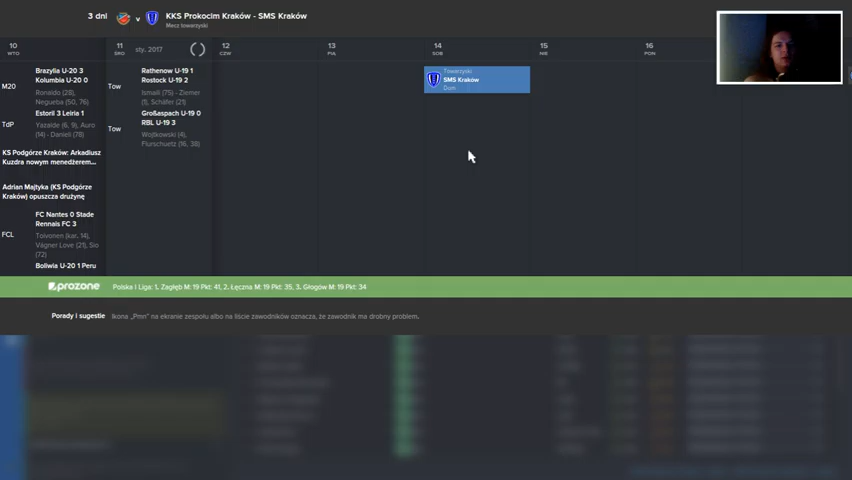 3 dni
v
KKS Prokocim Kraków - SMS Kraków
Mecz towarzyski
10
WTO
11
ŚRO
sty. 2017
12
CZW
13
PIĄ
14
SOB
15
NIE
16
PON
M20
Brazylia U-20 3
Kolumbia U-20 0
Ronaldo (28),
Negueba (50, 76)
TdP
Estoril 3 Leiria 1
Yazalde (6, 9), Auro
(14) - Danieli (78)
KS Podgórze Kraków: Arkadiusz
Kuzdra nowym menedżerem...
Adrian Majtyka (KS Podgórze
Kraków) opuszcza drużynę
FCL
FC Nantes 0 Stade
Rennais FC 3
Toivonen (kar. 14),
Vágner Love (21), Sio
(72)
Boliwia U-20 1 Peru
Tow
Rathenow U-19 1
Rostock U-19 2
Ismaili (75) - Ziemer
(1), Schäfer (21)
Tow
Großaspach U-19 0
RBL U-19 3
Wojtkowski (4),
Flurschuetz (16, 38)
Towarzyski
SMS Kraków
Dom
prozone
Polska I Liga: 1. Zagłęb M: 19 Pkt: 41, 2. Łęczna M: 19 Pkt: 35, 3. Głogów M: 19 Pkt: 34
Porady i sugestie
Ikona „Pmn” na ekranie zespołu albo na liście zawodników oznacza, że zawodnik ma drobny problem.